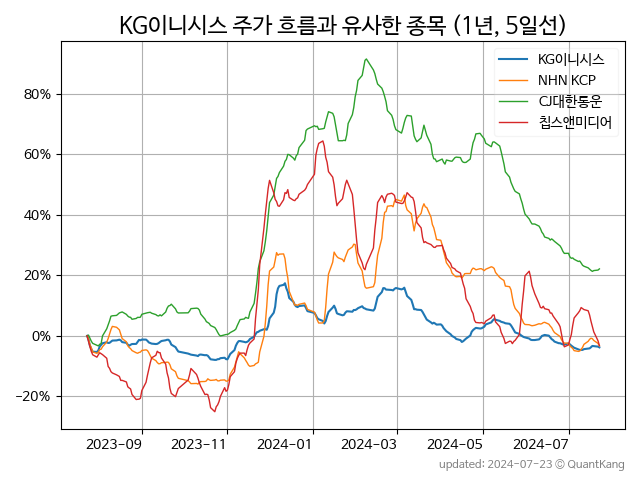 KG이니시스 주가 흐름과 유사한 종목 (1년, 5일선)
KG이니시스
NHN KCP
CJ대한통운
칩스앤미디어
80%
60%
40%
20%
0%
−20%
2023-09
2023-11
2024-01
2024-03
2024-05
2024-07
updated: 2024-07-23 © QuantKang